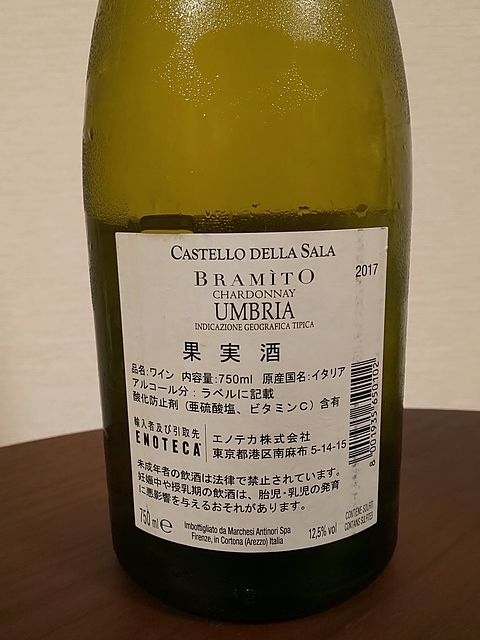 CASTELLO DELLA SALA
2017
BRAMÌTO
CHARDONNAY
UMBRIA
INDICAZIONE GEOGRAFICA TIPICA
果実酒
品名:ワイン 内容量:750ml 原産国名:イタリア
アルコール分:ラベルに記載
酸化防止剤(亜硫酸塩、ビタミンC)含有
輸入者及び引取先
ENOTECA
エノテカ株式会社
東京都港区南麻布 5-14-15
未成年者の飲酒は法律で禁止されています。
妊娠中や授乳期の飲酒は、胎児・乳児の発育
に悪影響を与えるおそれがあります。
750 ml e
Imbottigliato da Marchesi Antinori Spa
Firenze, in Cortona (Arezzo) Italia
12,5% vol
CONTIENE SOLFITI
CONTAINS SULFITES
8 001935 650102